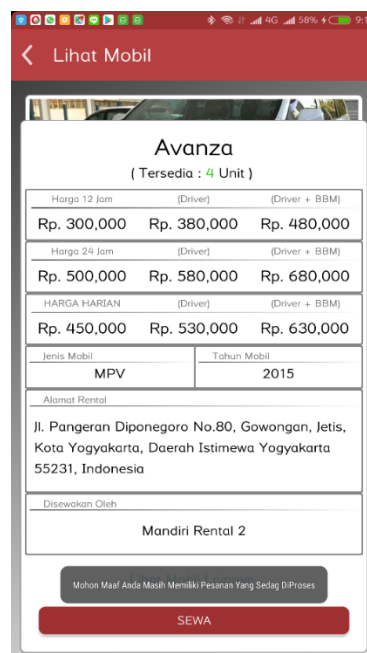 4G 58% 9:1
Lihat Mobil
Avanza
( Tersedia : 4 Unit )
Harga 12 Jam (Driver) (Driver + BBM)
Rp. 300,000 Rp. 380,000 Rp. 480,000
Harga 24 Jam (Driver) (Driver + BBM)
Rp. 500,000 Rp. 580,000 Rp. 680,000
HARGA HARIAN (Driver) (Driver + BBM)
Rp. 450,000 Rp. 530,000 Rp. 630,000
Jenis Mobil Tahun Mobil
MPV 2015
Alamat Rental
Jl. Pangeran Diponegoro No.80, Gowongan, Jetis,
Kota Yogyakarta, Daerah Istimewa Yogyakarta
55231, Indonesia
Disewakan Oleh
Mandiri Rental 2
Mohon Maaf Anda Masih Memiliki Pesanan Yang Sedag DiProses
SEWA